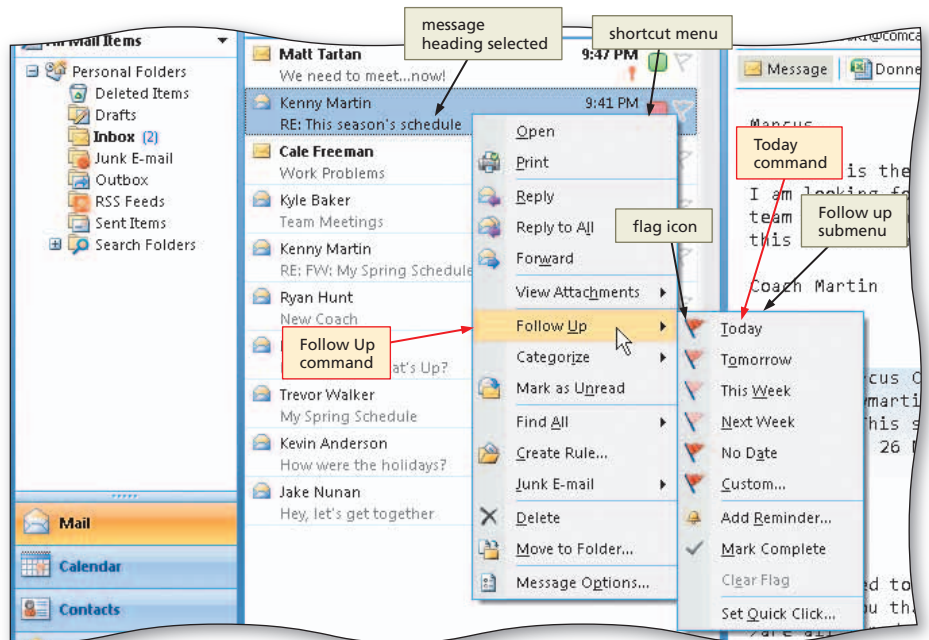 message
heading selected
shortcut menu
Today
command
flag icon
Follow up
submenu
Follow Up
command
All Mail Items
Personal Folders
Deleted Items
Drafts
Inbox (2)
Junk E-mail
Outbox
RSS Feeds
Sent Items
Search Folders
Mail
Calendar
Contacts
Matt Tartan 9:47 PM
We need to meet...now!
Kenny Martin 9:41 PM
RE: This season's schedule
Cale Freeman
Work Problems
Kyle Baker
Team Meetings
Kenny Martin
RE: FW: My Spring Schedule
Ryan Hunt
New Coach
at's Up?
Trevor Walker
My Spring Schedule
Kevin Anderson
How were the holidays?
Jake Nunan
Hey, let's get together
Open
Print
Reply
Reply to All
Forward
View Attachments
Follow Up
Categorize
Mark as Unread
Find All
Create Rule...
Junk E-mail
Delete
Move to Folder...
Message Options...
Today
Tomorrow
This Week
Next Week
No Date
Custom...
Add Reminder...
Mark Complete
Clear Flag
Set Quick Click...
Message Donne
Marcus
is the
I am looking fo
team
this
Coach Martin
26